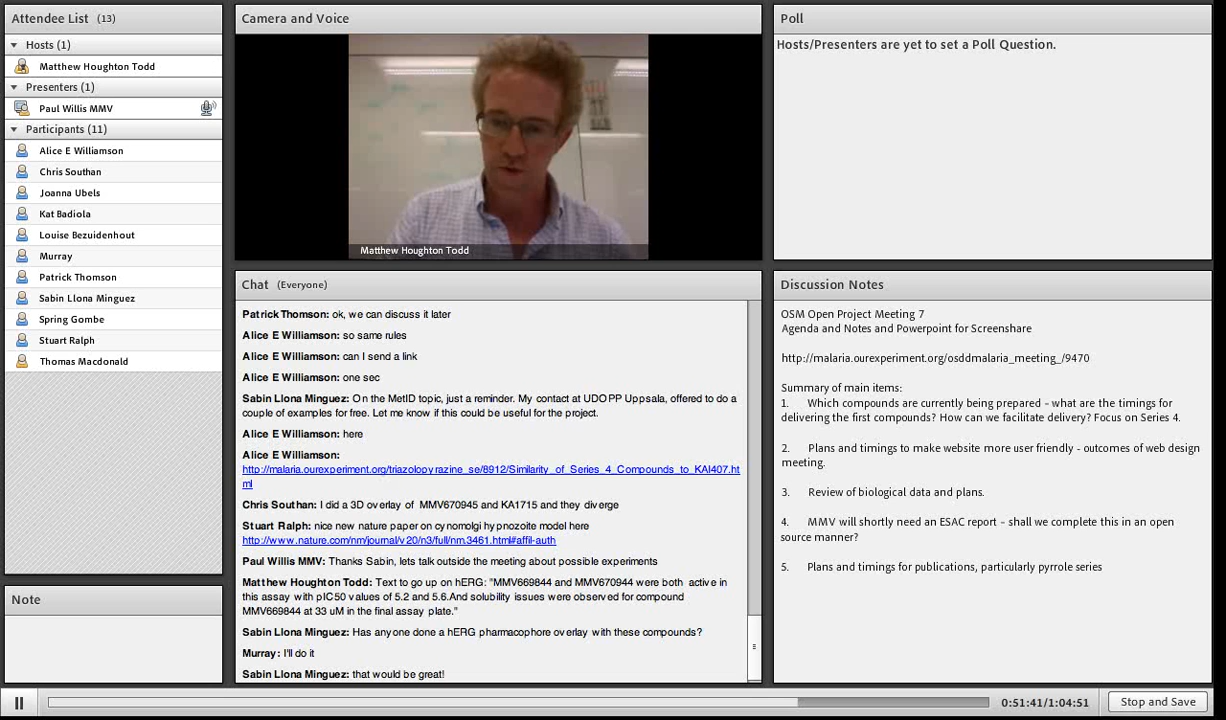 Attendee List (13)
Hosts (1)
Matthew Houghton Todd
Presenters (1)
Paul Willis MMV
Participants (11)
Alice E Williamson
Chris Southan
Joanna Ubels
Kat Badiola
Louise Bezuidenhout
Murray
Patrick Thomson
Sabin Llona Minguez
Spring Gombe
Stuart Ralph
Thomas Macdonald
Note
Camera and Voice
Matthew Houghton Todd
Chat (Everyone)
Patrick Thomson: ok, we can discuss it later
Alice E Williamson: so same rules
Alice E Williamson: can I send a link
Alice E Williamson: one sec
Sabin Llona Minguez: On the MetID topic, just a reminder. My contact at UDOPP Uppsala, offered to do a
couple of examples for free. Let me know if this could be useful for the project.
Alice E Williamson: here
Alice E Williamson:
http://malaria.ourexperiment.org/triazolopyrazine_se/8912/Similarity_of_Series_4_Compounds_to_KAI407.ht
ml
Chris Southan: I did a 3D overlay of MMV670945 and KA1715 and they diverge
Stuart Ralph: nice new nature paper on cynomolgi hypnozoite model here
http://www.nature.com/nm/journal/v20/n3/full/nm.3461.html#affil-auth
Paul Willis MMV: Thanks Sabin, lets talk outside the meeting about possible experiments
Matthew Houghton Todd: Text to go up on hERG: "MMV669844 and MMV670944 were both active in
this assay with pIC50 values of 5.2 and 5.6.And solubility issues were observed for compound
MMV669844 at 33 uM in the final assay plate."
Sabin Llona Minguez: Has anyone done a hERG pharmacophore overlay with these compounds?
Murray: I'll do it
Sabin Llona Minguez: that would be great!
Poll
Hosts/Presenters are yet to set a Poll Question.
Discussion Notes
OSM Open Project Meeting 7
Agenda and Notes and Powerpoint for Screenshare
http://malaria.ourexperiment.org/osddmalaria_meeting_/9470
Summary of main items:
1. Which compounds are currently being prepared - what are the timings for
delivering the first compounds? How can we facilitate delivery? Focus on Series 4.
2. Plans and timings to make website more user friendly - outcomes of web design
meeting.
3. Review of biological data and plans.
4. MMV will shortly need an ESAC report - shall we complete this in an open
source manner?
5. Plans and timings for publications, particularly pyrrole series
0:51:41/1:04:51
Stop and Save